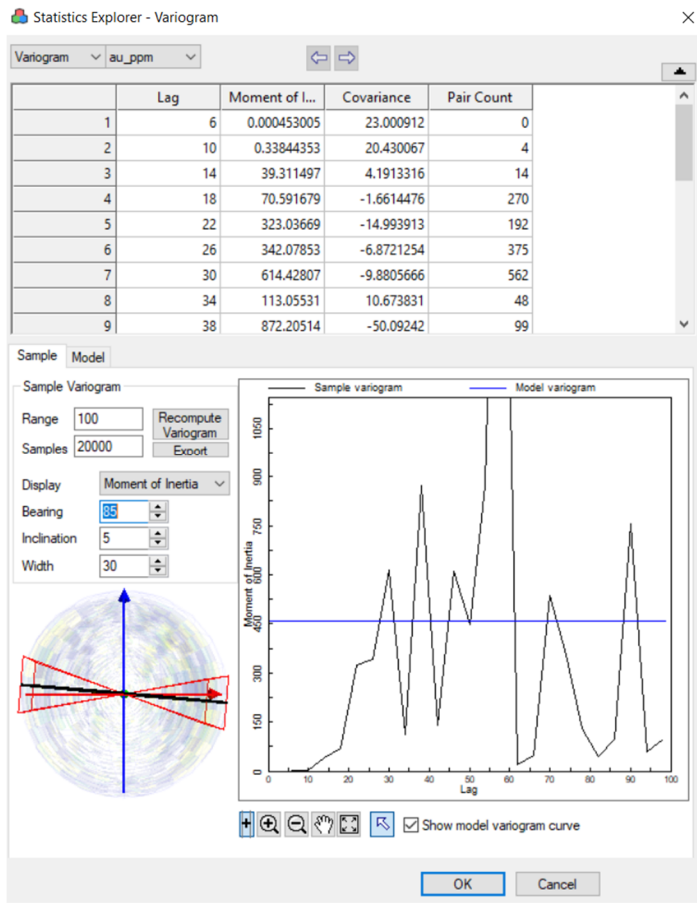 Statistics Explorer - Variogram
Variogram au_ppm
Lag Moment of I... Covariance Pair Count
1 6 0.000453005 23.000912 0
2 10 0.33844353 20.430067 4
3 14 39.311497 4.1913316 14
4 18 70.591679 -1.6614476 270
5 22 323.03669 -14.993913 192
6 26 342.07853 -6.8721254 375
7 30 614.42807 -9.8805666 562
8 34 113.05531 10.673831 48
9 38 872.20514 -50.09242 99
Sample Model
Sample Variogram
Range 100 Recompute Variogram
Samples 20000 Export
Display Moment of Inertia
Bearing 85
Inclination 5
Width 30
Sample variogram Model variogram
1050
900
750
600
450
300
150
0
Moment of Inertia
0 10 20 30 40 50 60 70 80 90 100
Lag
Show model variogram curve
OK Cancel